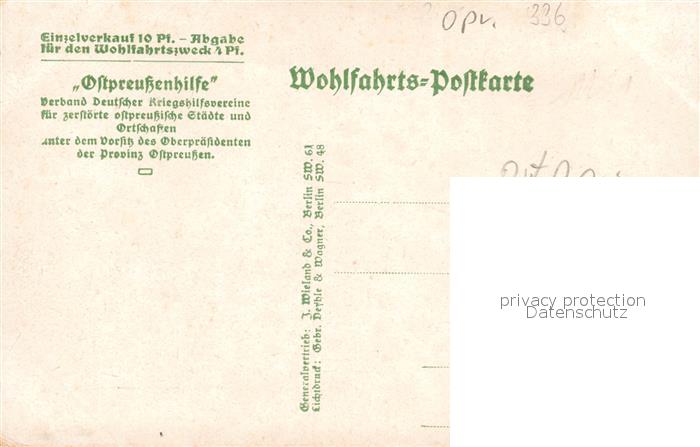 Opr. 336
Einzelverkauf 10 Pf. – Abgabe
für den Wohlfahrtszweck 4 Pf.
„Ostpreußenhilfe"
Verband Deutscher Kriegshilfsvereine
für zerstörte ostpreußische Städte und
Ortschaften
unter dem Vorsitz des Oberpräsidenten
der Provinz Ostpreußen.
Wohlfahrts=Postkarte
Generalvertrieb: J. Wieland & Co., Berlin SW. 61
Lichtdruck: Gebr. & Wagner, Berlin SW. 48
privacy protection
Datenschutz